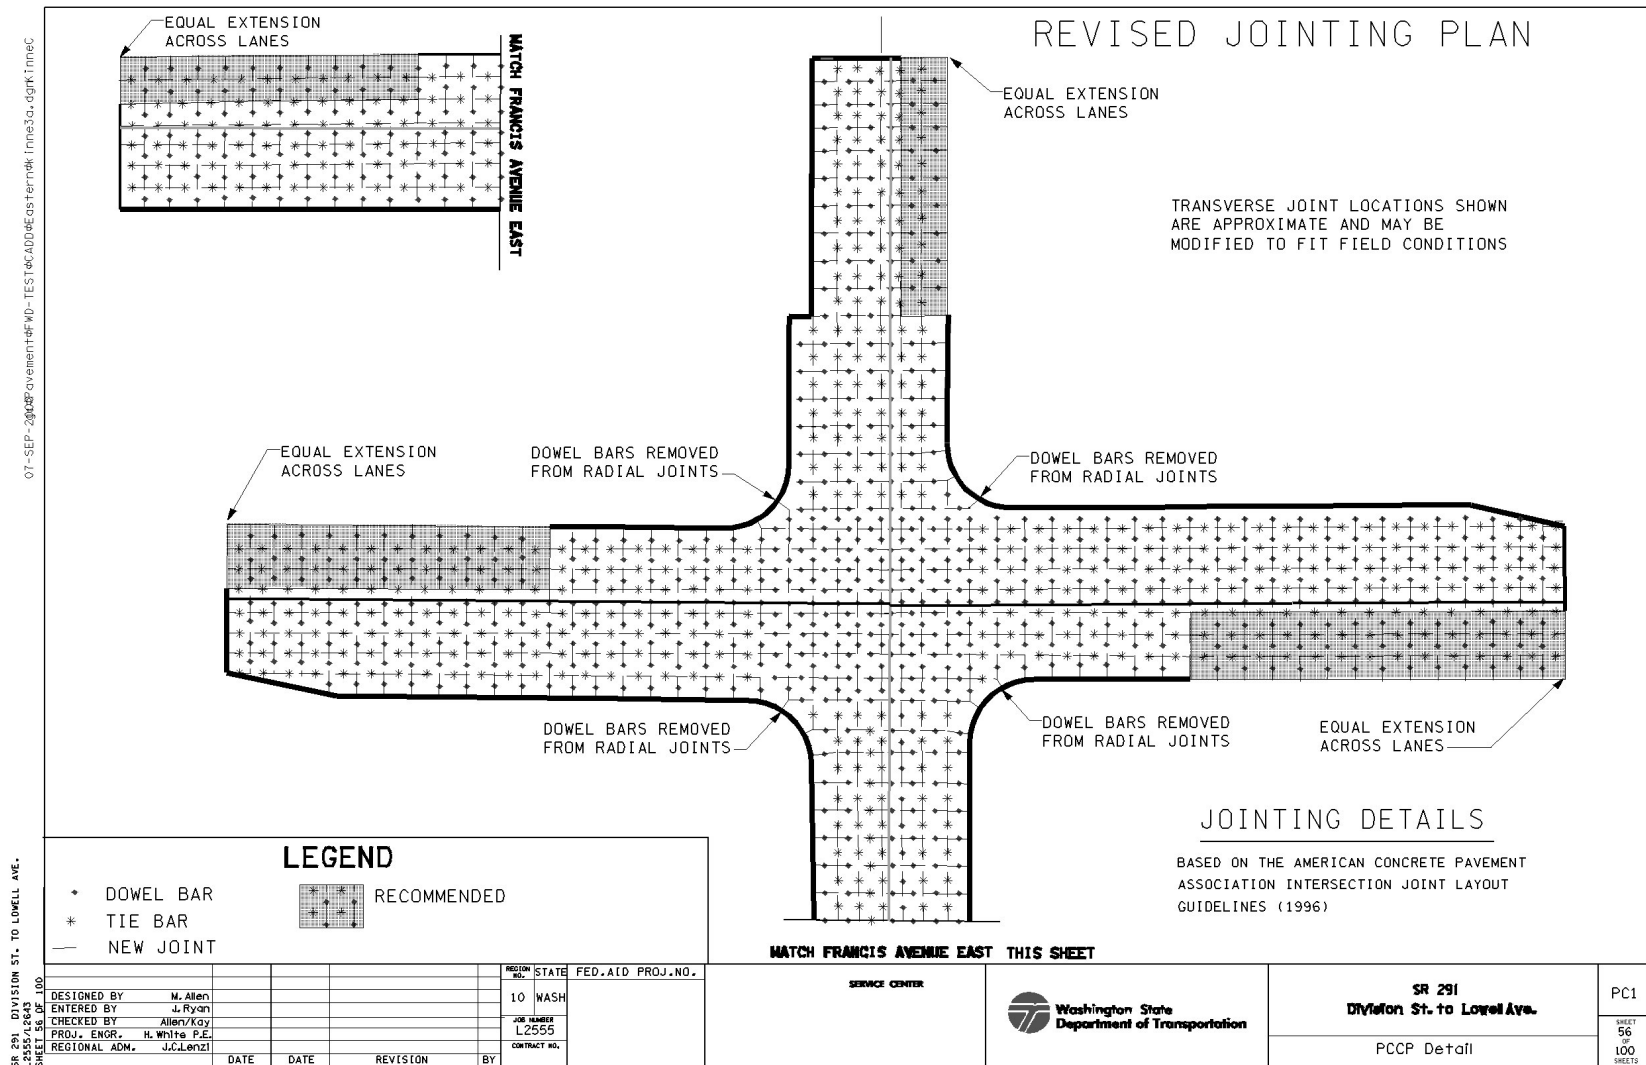 REVISED JOINTING PLAN
EQUAL EXTENSION
ACROSS LANES
MATCH FRANCIS AVENUE EAST
EQUAL EXTENSION
ACROSS LANES
TRANSVERSE JOINT LOCATIONS SHOWN
ARE APPROXIMATE AND MAY BE
MODIFIED TO FIT FIELD CONDITIONS
EQUAL EXTENSION
ACROSS LANES
DOWEL BARS REMOVED
FROM RADIAL JOINTS
DOWEL BARS REMOVED
FROM RADIAL JOINTS
DOWEL BARS REMOVED
FROM RADIAL JOINTS
DOWEL BARS REMOVED
FROM RADIAL JOINTS
EQUAL EXTENSION
ACROSS LANES
JOINTING DETAILS
BASED ON THE AMERICAN CONCRETE PAVEMENT
ASSOCIATION INTERSECTION JOINT LAYOUT
GUIDELINES (1996)
LEGEND
DOWEL BAR
TIE BAR
NEW JOINT
RECOMMENDED
MATCH FRANCIS AVENUE EAST THIS SHEET
SR 291 DIVISION ST. TO LOWELL AVE.
L2555/L2643
SHEET 56 OF 100
DESIGNED BY M. Allen
ENTERED BY J. Ryan
CHECKED BY Allen/Kay
PROJ. ENGR. H. White P.E.
REGIONAL ADM. J.C.Lenzi
DATE DATE REVISION BY
REGION NO. STATE FED.AID PROJ.NO.
10 WASH
JOB NUMBER
L2555
CONTRACT NO.
SERVICE CENTER
Washington State
Department of Transportation
SR 291
Division St. to Lowel Ave.
PCCP Detail
PC1
SHEET
56
OF
100
SHEETS